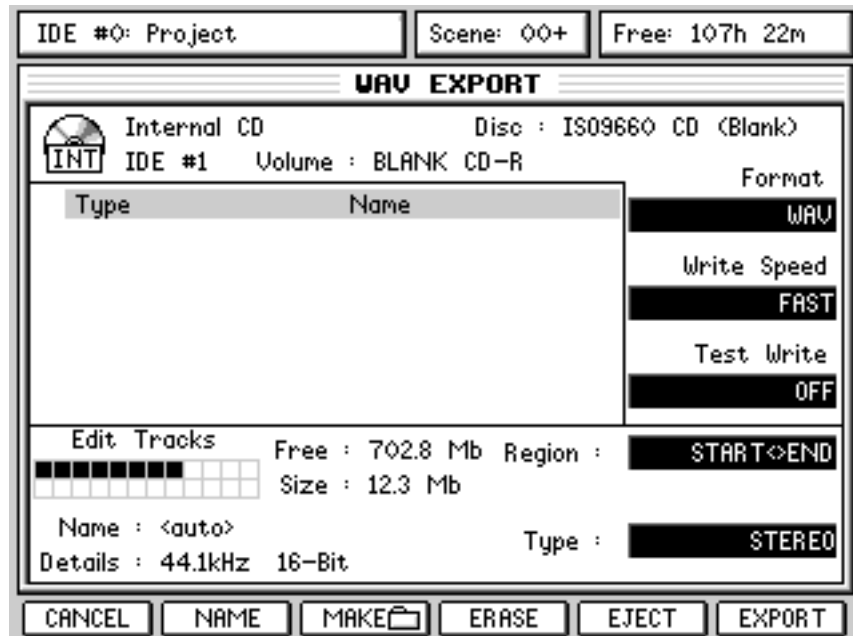 IDE #0: Project
Scene: 00+
Free: 107h 22m
WAV EXPORT
Internal CD
Disc : ISO9660 CD (Blank)
INT
IDE #1
Volume : BLANK CD-R
Format
WAV
Type
Name
Write Speed
FAST
Test Write
OFF
Edit Tracks
Free : 702.8 Mb
Region :
START<>END
Size : 12.3 Mb
Name : <auto>
Type :
STEREO
Details : 44.1kHz 16-Bit
CANCEL
NAME
MAKE
ERASE
EJECT
EXPORT